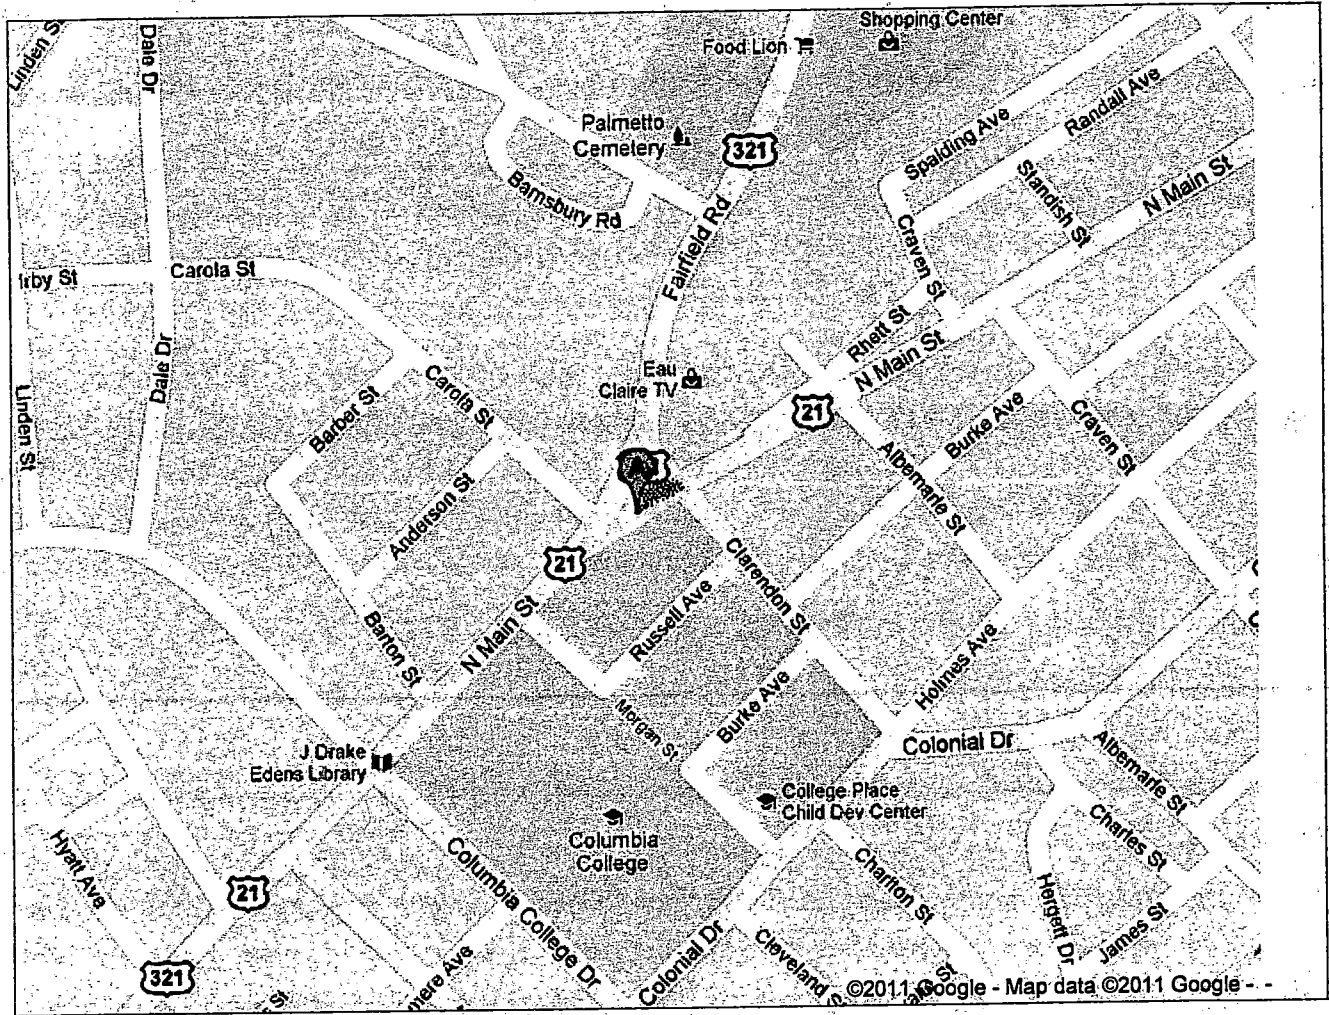 Shopping Center
Food Lion
Linden S
Dale Dr
Palmetto
Cemetery
321
Spalding Ave
Randall Ave
Barnsbury Rd
Standish St
N Main St
Fairfield Rd
Craven St
Irby St
Carola St
Rhett St
N Main St
Dale Dr
Eau
Claire TV
Linden St
Barber St
Carola St
21
Burke Ave
Craven St
A
Albemarle St
Anderson St
21
Clarendon St
N Main St
Russell Ave
Barton St
Holmes Ave
Burke Ave
Morgan St
Colonial Dr
J Drake
Edens Library
Albemarle St
College Place
Child Dev Center
Charles St
Columbia
College
Hyatt Ave
21
Columbia College Dr
Charlton St
Hergett Dr
James St
321
mere Ave
St
Colonial Dr
Cleveland S
St
©2011 Google - Map data ©2011 Google -